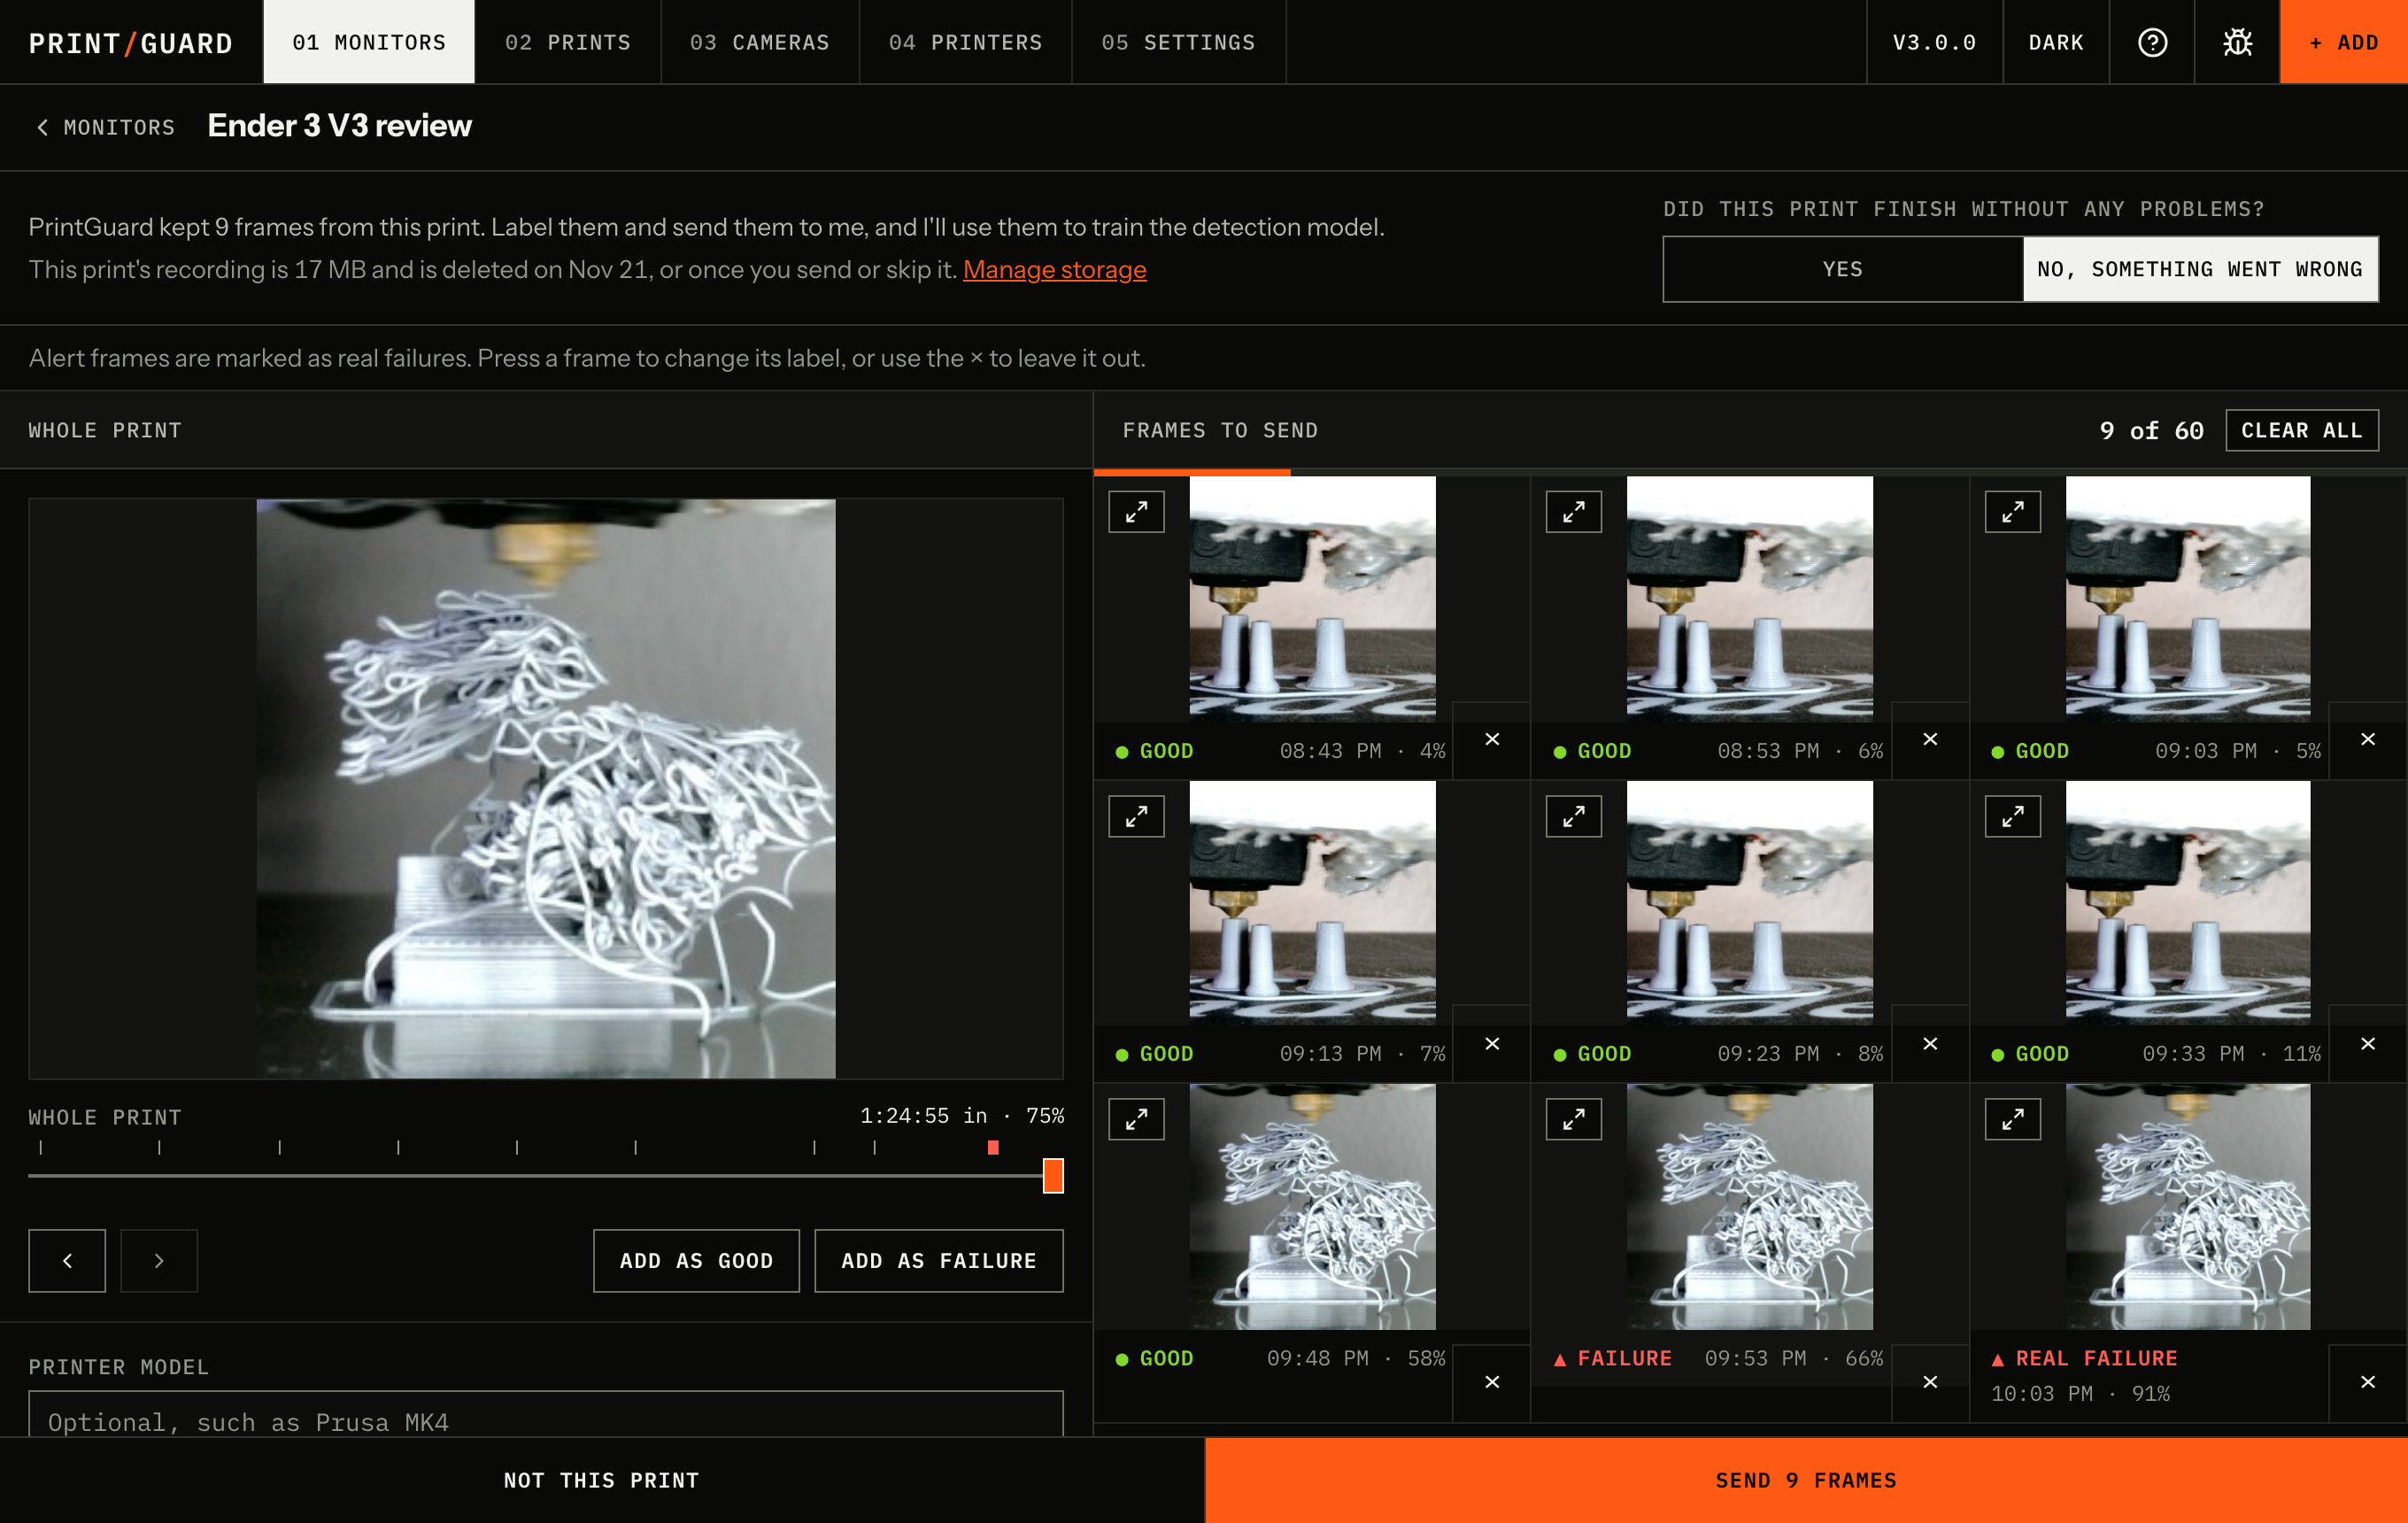 PRINT/GUARD
01 MONITORS
02 PRINTS
03 CAMERAS
04 PRINTERS
05 SETTINGS
V3.0.0
DARK
+ ADD
MONITORS
Ender 3 V3 review
PrintGuard kept 9 frames from this print. Label them and send them to me, and I'll use them to train the detection model.
This print's recording is 17 MB and is deleted on Nov 21, or once you send or skip it. Manage storage
DID THIS PRINT FINISH WITHOUT ANY PROBLEMS?
YES
NO, SOMETHING WENT WRONG
Alert frames are marked as real failures. Press a frame to change its label, or use the × to leave it out.
WHOLE PRINT
FRAMES TO SEND
9 of 60
CLEAR ALL
GOOD 08:43 PM · 4%
GOOD 08:53 PM · 6%
GOOD 09:03 PM · 5%
GOOD 09:13 PM · 7%
GOOD 09:23 PM · 8%
GOOD 09:33 PM · 11%
GOOD 09:48 PM · 58%
FAILURE 09:53 PM · 66%
REAL FAILURE
10:03 PM · 91%
WHOLE PRINT
1:24:55 in · 75%
ADD AS GOOD
ADD AS FAILURE
PRINTER MODEL
Optional, such as Prusa MK4
NOT THIS PRINT
SEND 9 FRAMES